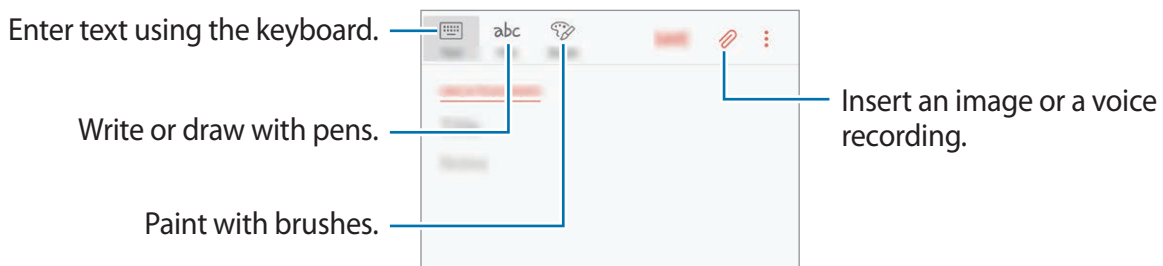 Enter text using the keyboard.
abc
Write or draw with pens.
Insert an image or a voice
recording.
Paint with brushes.